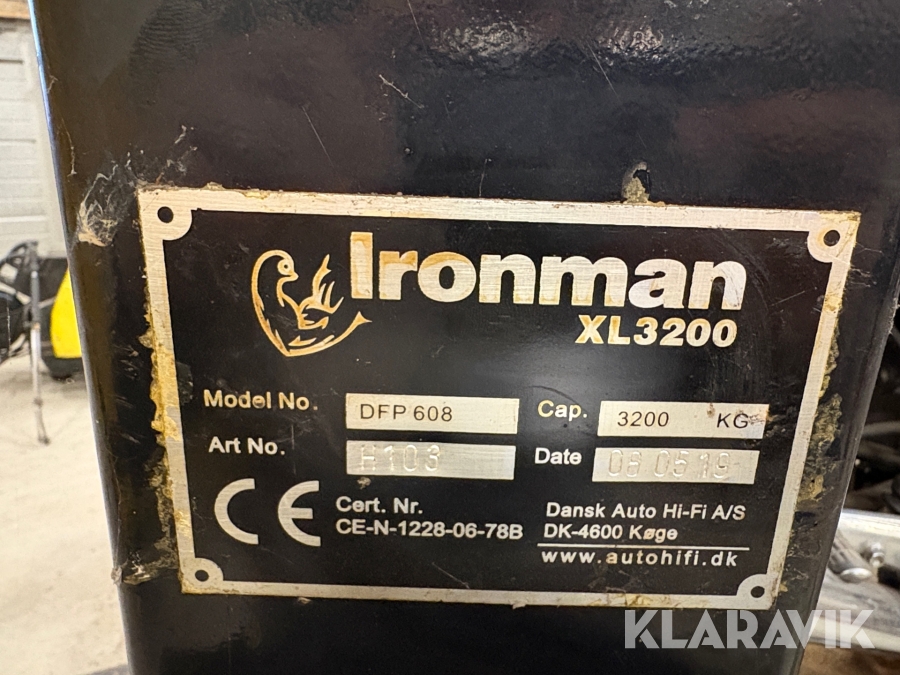 Ironman
XL3200
Model No. DFP 608 Cap. 3200 KG
Art No. H103 Date 08 05 19
CE Cert. Nr. Dansk Auto Hi-Fi A/S
CE-N-1228-06-78B DK-4600 Køge
www.autohifi.dk
KLARAVIK